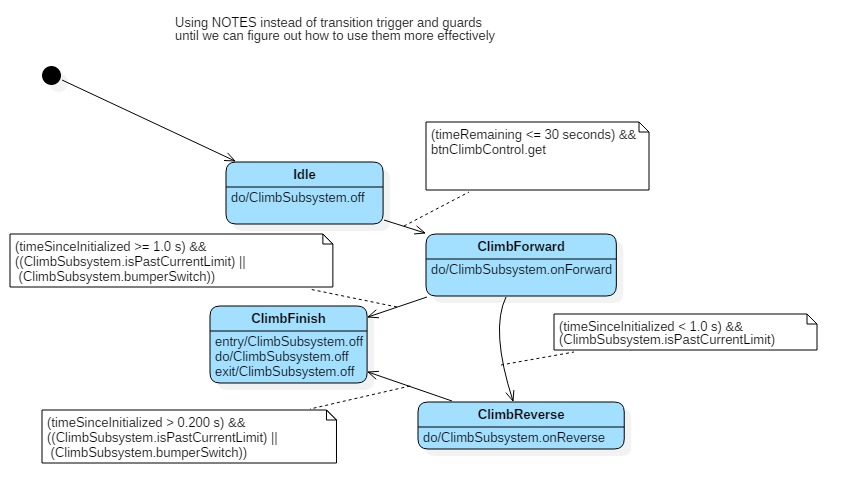 Using NOTES instead of transition trigger and guards
until we can figure out how to use them more effectively
(timeRemaining <= 30 seconds) &&
btnClimbControl.get
Idle
do/ClimbSubsystem.off
(timeSinceInitialized >= 1.0 s) &&
((ClimbSubsystem.isPastCurrentLimit) ||
(ClimbSubsystem.bumperSwitch))
ClimbForward
do/ClimbSubsystem.onForward
ClimbFinish
entry/ClimbSubsystem.off
do/ClimbSubsystem.off
exit/ClimbSubsystem.off
(timeSinceInitialized < 1.0 s) &&
(ClimbSubsystem.isPastCurrentLimit)
ClimbReverse
do/ClimbSubsystem.onReverse
(timeSinceInitialized > 0.200 s) &&
((ClimbSubsystem.isPastCurrentLimit) ||
(ClimbSubsystem.bumperSwitch))